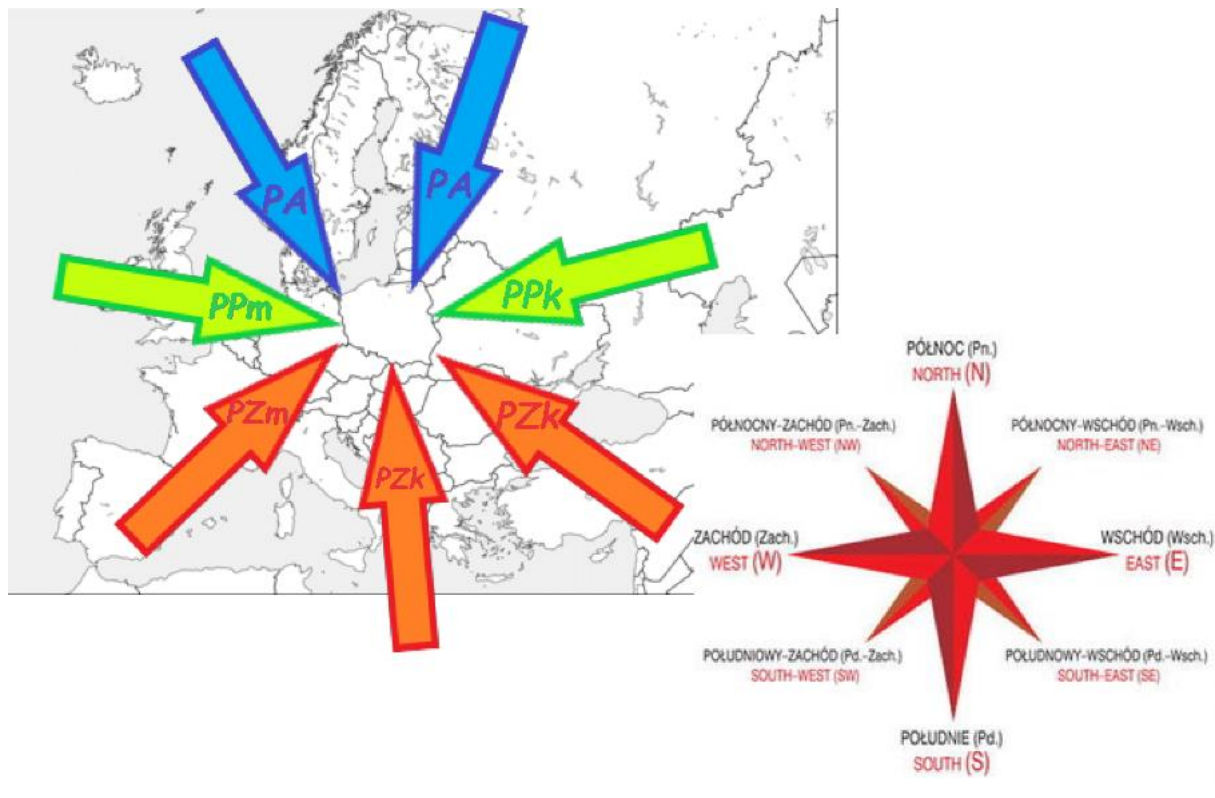 PA
PA
PPm
PPk
PZm
PZk
PZk
PÓŁNOC (Pn.)
NORTH (N)
PÓŁNOCNY-ZACHÓD (Pn.-Zach.)
NORTH-WEST (NW)
PÓŁNOCNY-WSCHÓD (Pn.-Wsch.)
NORTH-EAST (NE)
ZACHÓD (Zach.)
WEST (W)
WSCHÓD (Wsch.)
EAST (E)
POŁUDNIOWY-ZACHÓD (Pd.-Zach.)
SOUTH-WEST (SW)
POŁUDNOWY-WSCHÓD (Pd.-Wsch.)
SOUTH-EAST (SE)
POŁUDNIE (Pd.)
SOUTH (S)